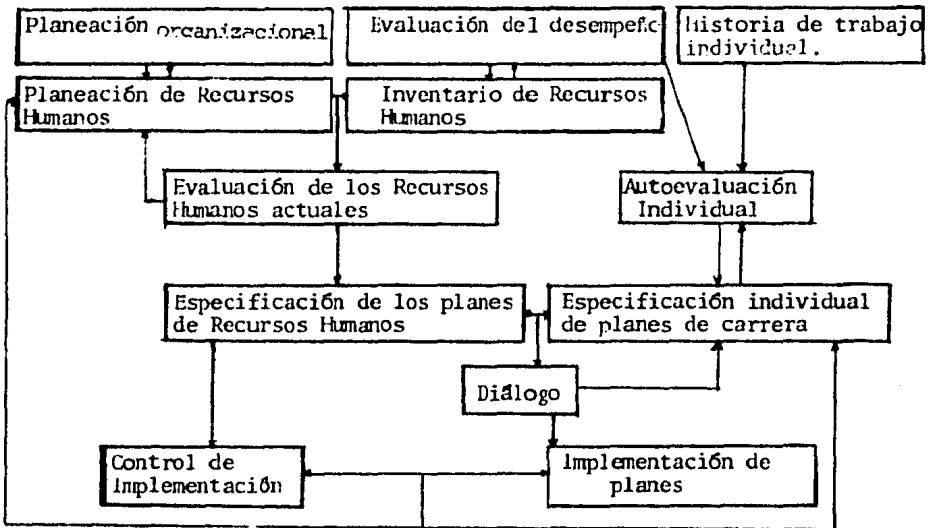 Planeación organizacional
Evaluación del desempeño
Historia de trabajo
individual.
Planeación de Recursos
Humanos
Inventario de Recursos
Humanos
Evaluación de los Recursos
Humanos actuales
Autoevaluación
Individual
Especificación de los planes
de Recursos Humanos
Especificación individual
de planes de carrera
Diálogo
Control de
Implementación
Implementación de
planes